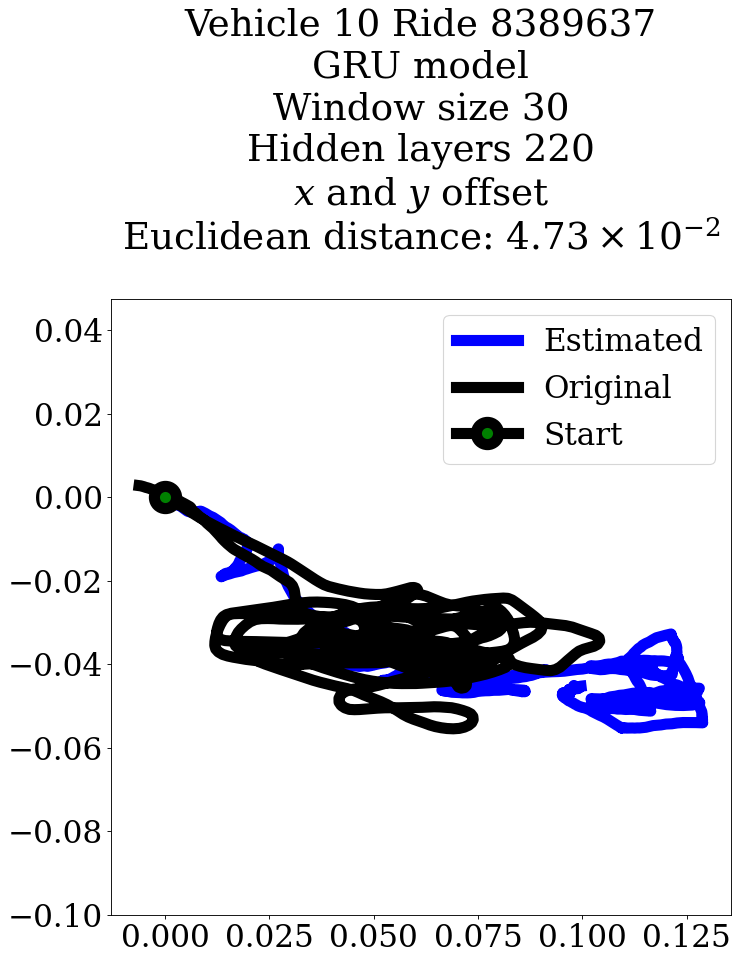 Vehicle 10 Ride 8389637
GRU model
Window size 30
Hidden layers 220
x and y offset
Euclidean distance: 4.73 × 10⁻²
Estimated
Original
Start
0.04
0.02
0.00
−0.02
−0.04
−0.06
−0.08
−0.10
0.000 0.025 0.050 0.075 0.100 0.125